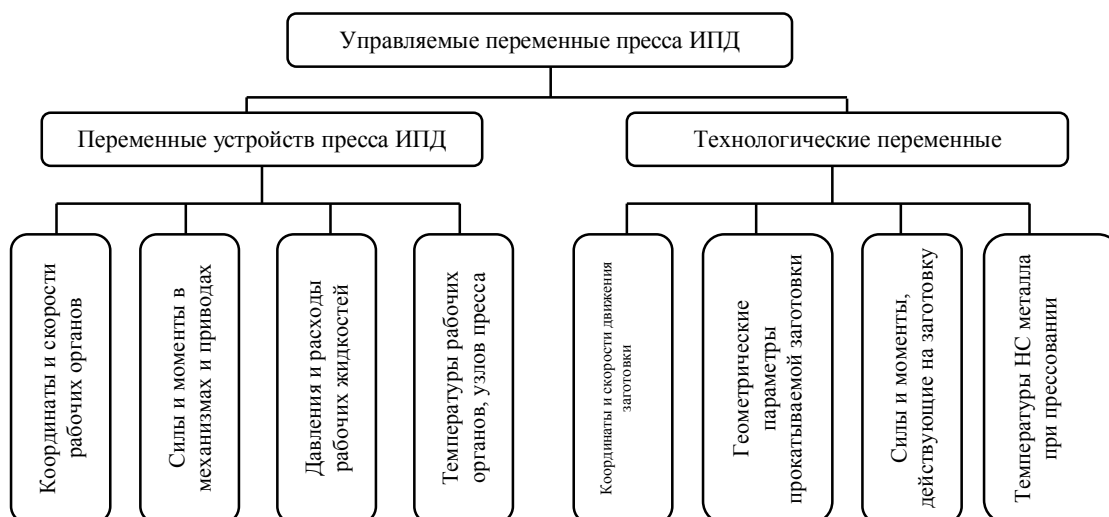 Управляемые переменные пресса ИПД
Переменные устройств пресса ИПД
Технологические переменные
Координаты и скорости
рабочих органов
Силы и моменты в
механизмах и приводах
Давления и расходы
рабочих жидкостей
Температуры рабочих
органов, узлов пресса
Координаты и скорости движения
заготовки
Геометрические
параметры
прокатываемой заготовки
Силы и моменты,
действующие на заготовку
Температуры НС металла
при прессовании